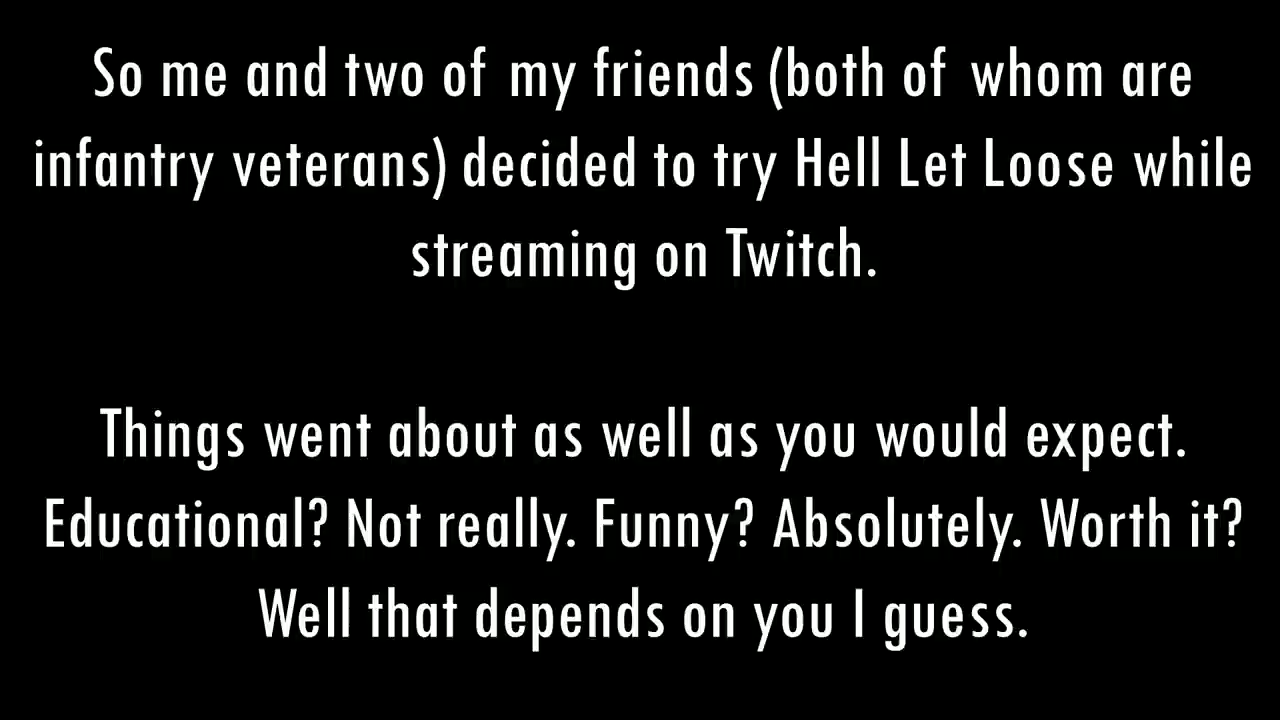 So me and two of my friends (both of whom are
infantry veterans) decided to try Hell Let Loose while
streaming on Twitch.
Things went about as well as you would expect.
Educational? Not really. Funny? Absolutely. Worth it?
Well that depends on you I guess.